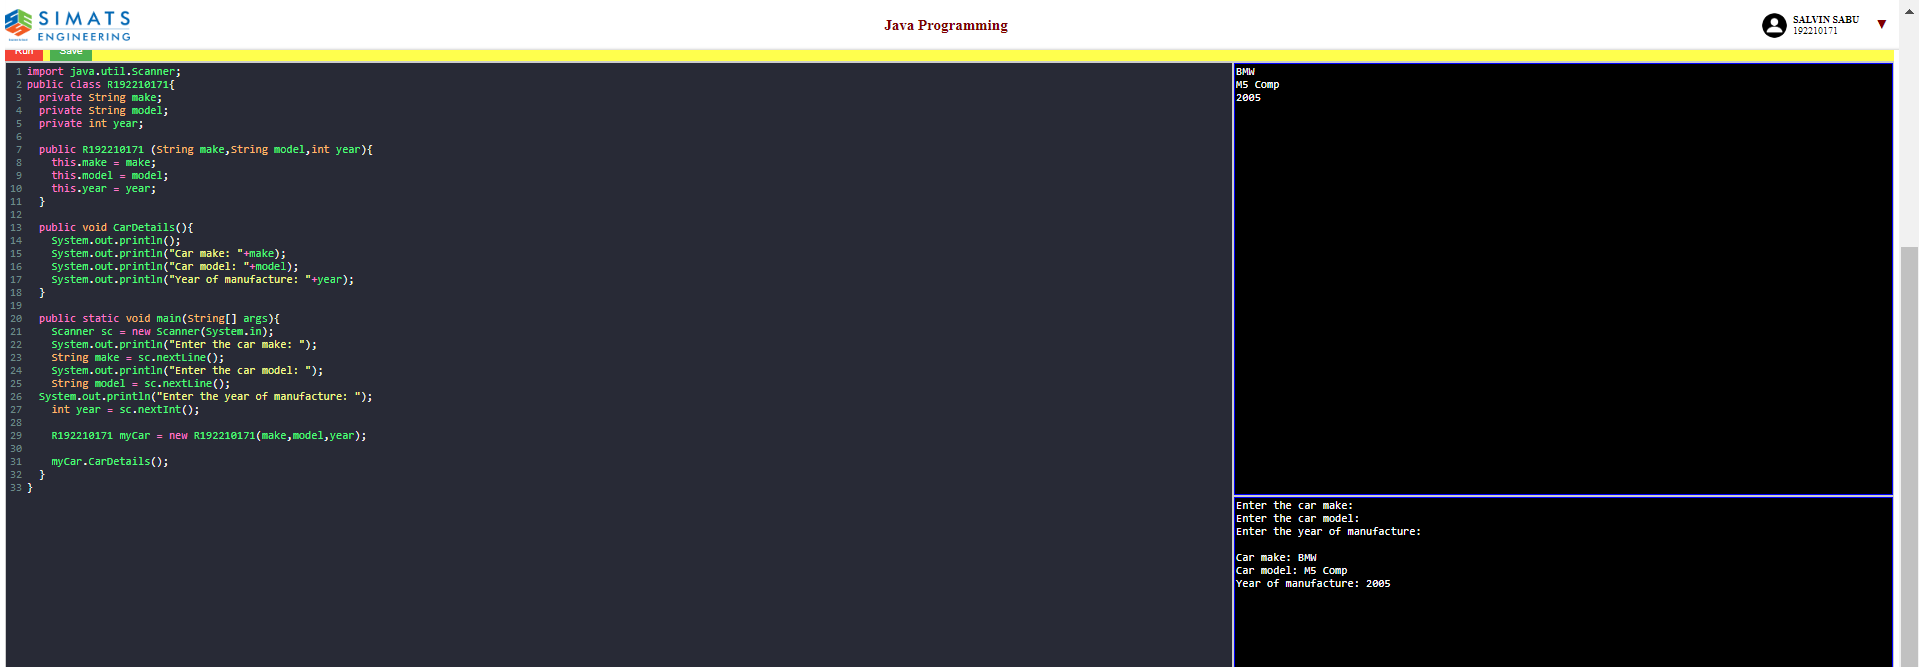 SIMATS
ENGINEERING
Java Programming
SALVIN SABU
192210171
Run Save
1 import java.util.Scanner;
2 public class R192210171{
3   private String make;
4   private String model;
5   private int year;
6
7   public R192210171 (String make,String model,int year){
8     this.make = make;
9     this.model = model;
10     this.year = year;
11   }
12
13   public void CarDetails(){
14     System.out.println();
15     System.out.println("Car make: "+make);
16     System.out.println("Car model: "+model);
17     System.out.println("Year of manufacture: "+year);
18   }
19
20   public static void main(String[] args){
21     Scanner sc = new Scanner(System.in);
22     System.out.println("Enter the car make: ");
23     String make = sc.nextLine();
24     System.out.println("Enter the car model: ");
25     String model = sc.nextLine();
26   System.out.println("Enter the year of manufacture: ");
27     int year = sc.nextInt();
28
29     R192210171 myCar = new R192210171(make,model,year);
30
31     myCar.CarDetails();
32   }
33 }
BMW
M5 Comp
2005
Enter the car make:
Enter the car model:
Enter the year of manufacture:
Car make: BMW
Car model: M5 Comp
Year of manufacture: 2005